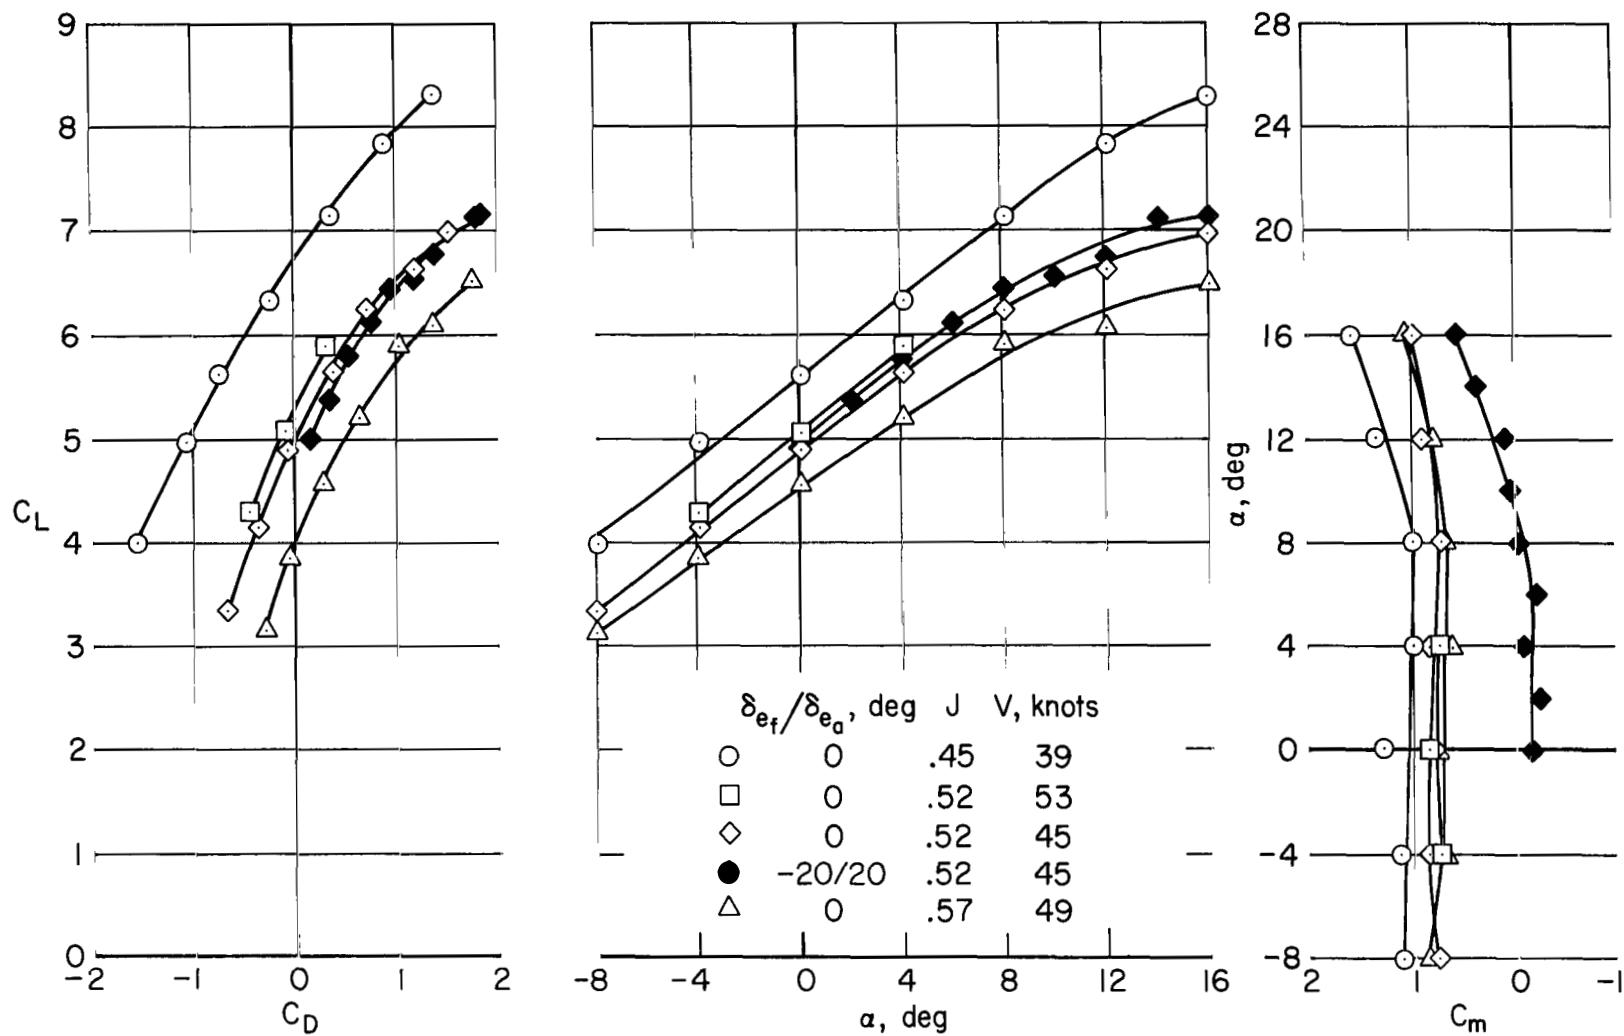 9
8
7
6
5
4
3
2
1
0
C_L
-2 -1 0 1 2
C_D
δ_ef/δ_ea, deg J V, knots
0 .45 39
0 .52 53
0 .52 45
-20/20 .52 45
0 .57 49
-8 -4 0 4 8 12 16
α, deg
28
24
20
16
12
8
4
0
-4
-8
α, deg
2 1 0 -1
C_m